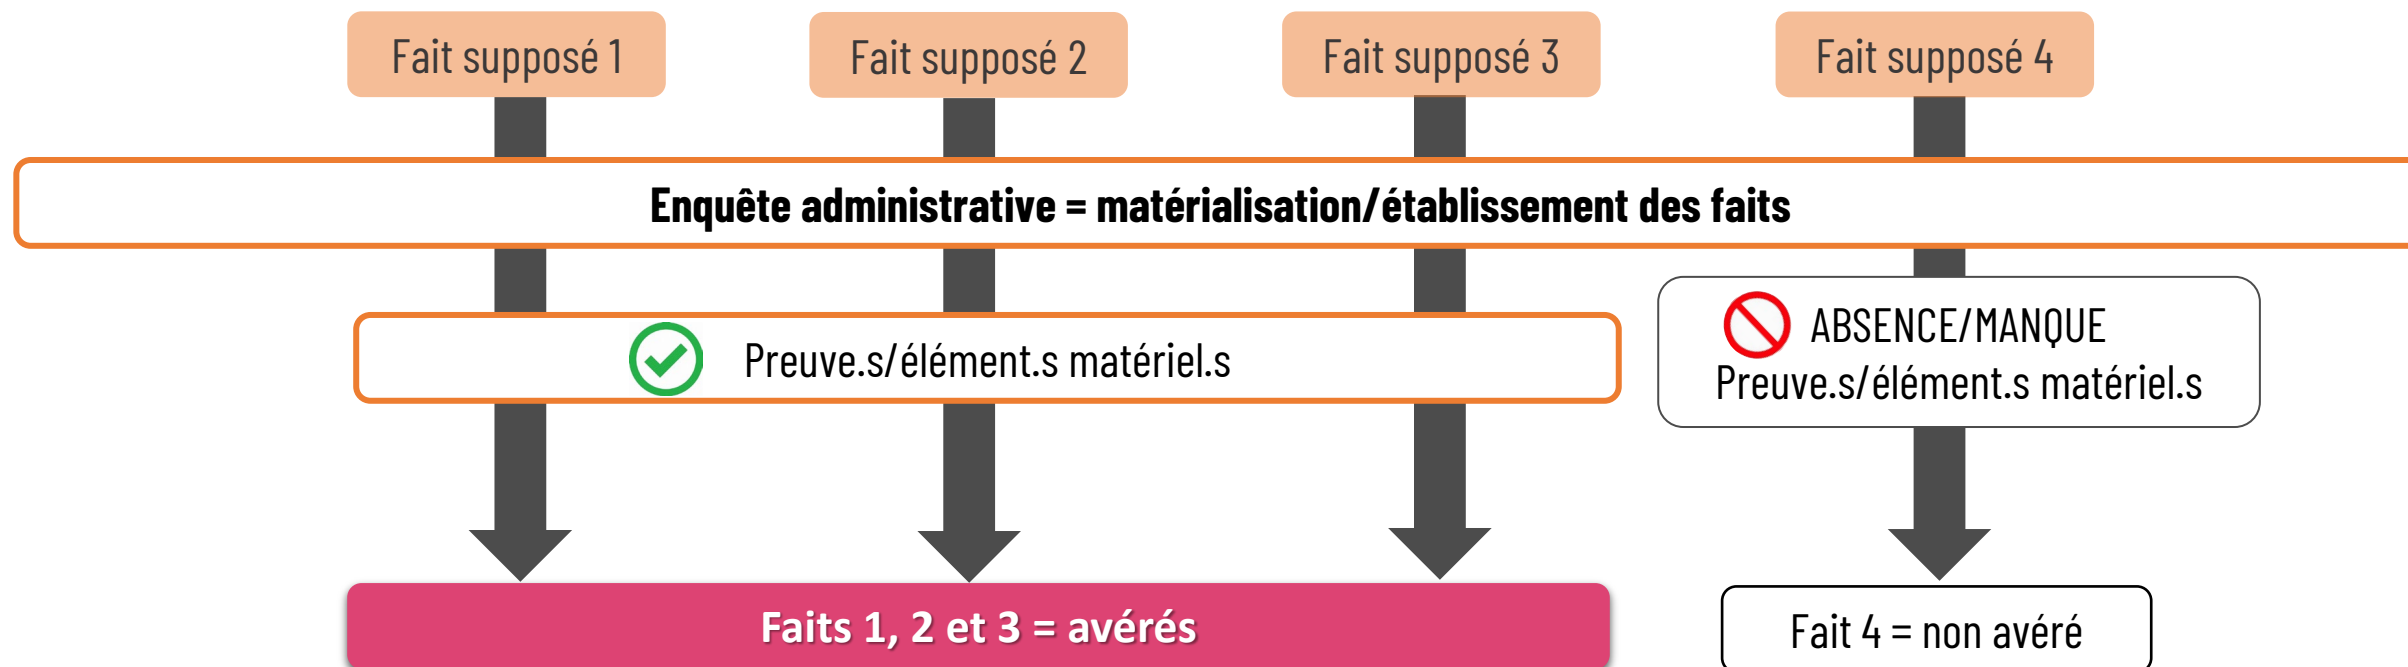 Fait supposé 1
Fait supposé 2
Fait supposé 3
Fait supposé 4
Enquête administrative = matérialisation/établissement des faits
Preuve.s/élément.s matériel.s
ABSENCE/MANQUE
Preuve.s/élément.s matériel.s
Faits 1, 2 et 3 = avérés
Fait 4 = non avéré